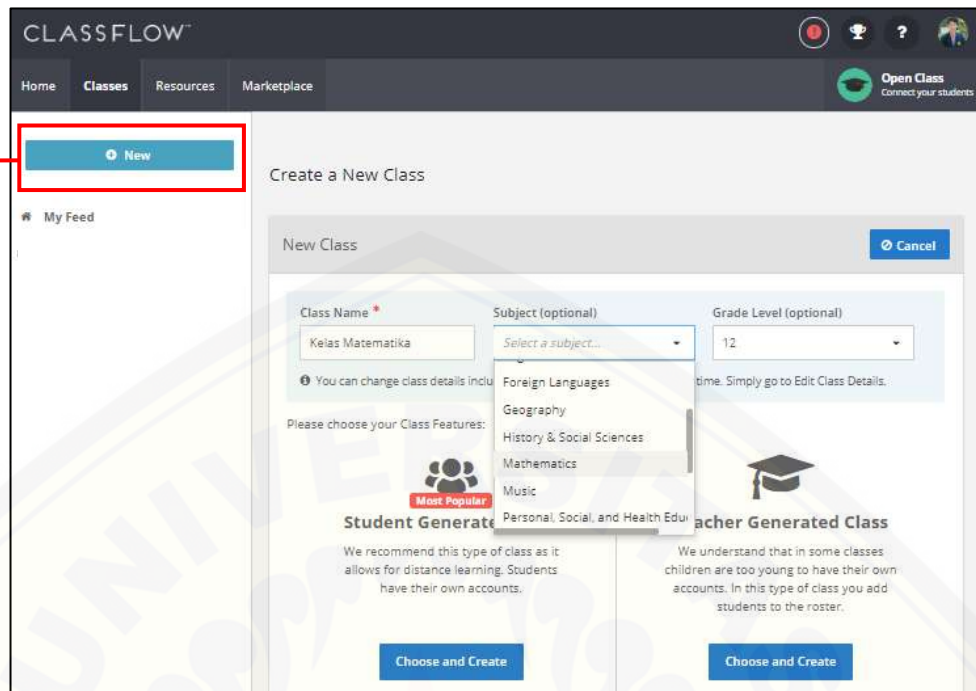 CLASSFLOW™
Home Classes Resources Marketplace
Open Class
Connect your students
New
My Feed
Create a New Class
New Class
Cancel
Class Name * Subject (optional) Grade Level (optional)
Kelas Matematika Select a subject... 12
You can change class details time. Simply go to Edit Class Details.
Foreign Languages
Geography
History & Social Sciences
Mathematics
Music
Personal, Social, and Health
Please choose your Class Features:
Most Popular
Student
We recommend this type of class as it
allows for distance learning. Students
have their own accounts.
Choose and Create
Generated Class
We understand that in some classes
children are too young to have their own
accounts. In this type of class you add
students to the roster.
Choose and Create
UNIVERSIT